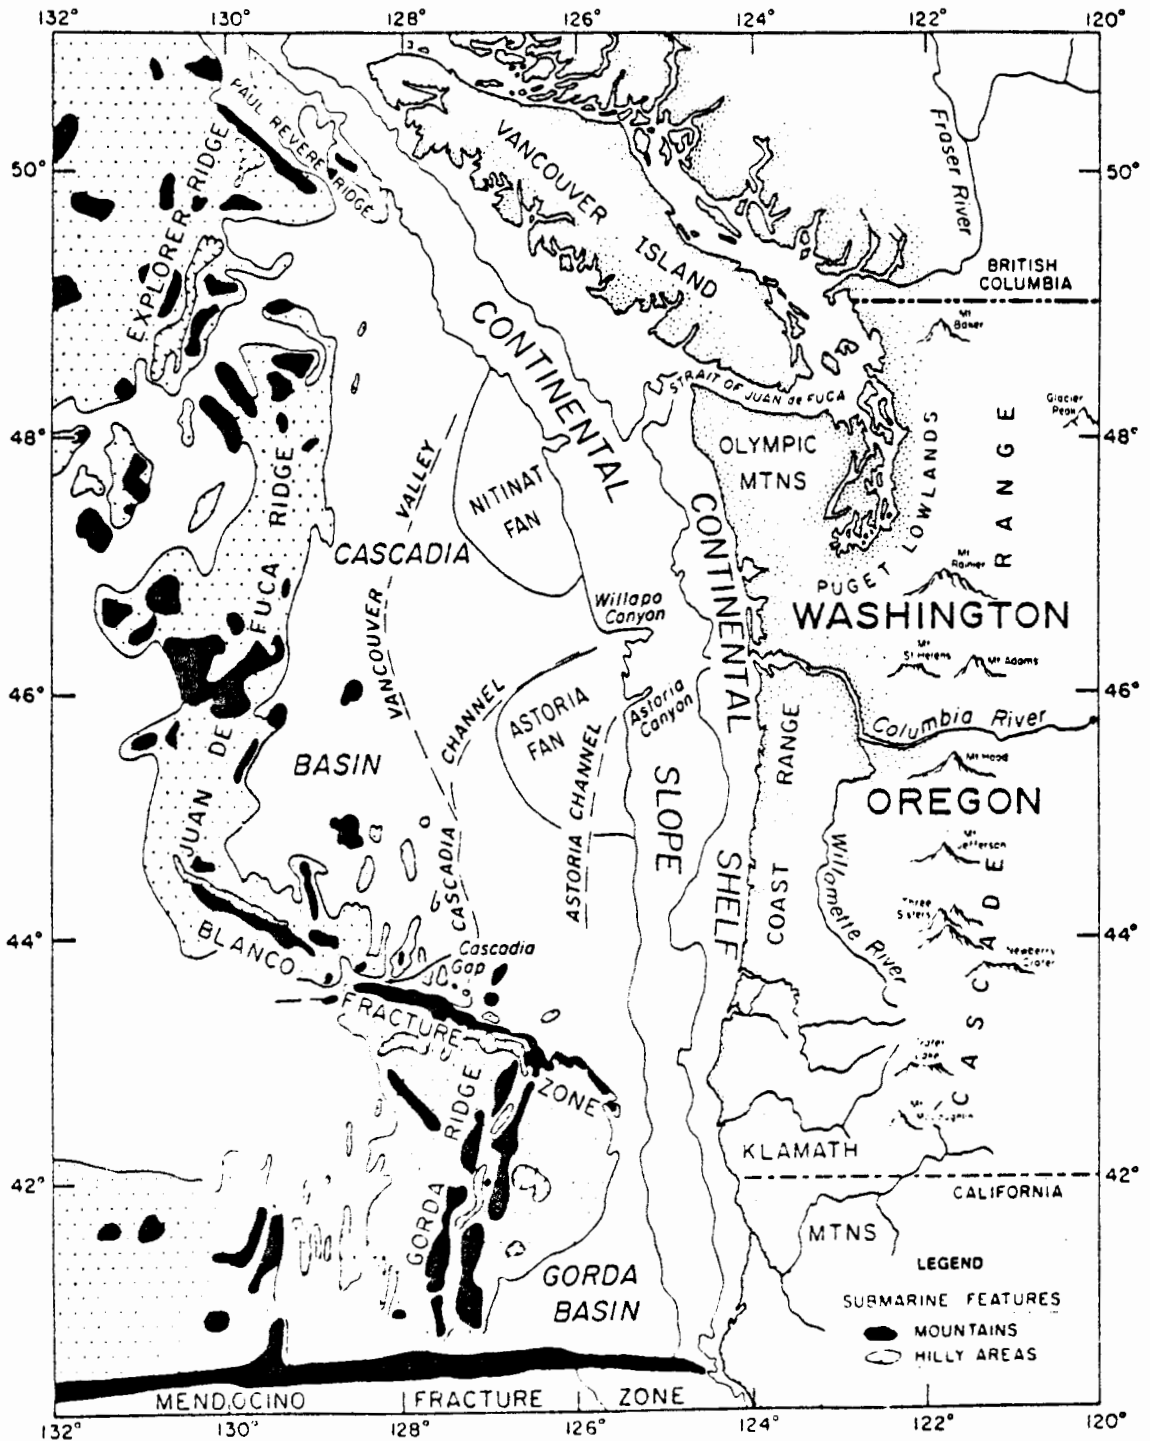 132° 130° 128° 126° 124° 122° 120°
PAUL REVERE RIDGE
EXPLORER RIDGE
VANCOUVER ISLAND
Fraser River
50° 50°
BRITISH COLUMBIA
Mt Baker
CONTINENTAL SLOPE
STRAIT OF JUAN de FUCA
Glacier Peak
48° 48°
OLYMPIC MTNS
PUGET LOWLANDS
CASCADE RANGE
JUAN DE FUCA RIDGE
VANCOUVER VALLEY
NITINAT FAN
CONTINENTAL SHELF
CASCADIA BASIN
Mt Rainier
Willapa Canyon
WASHINGTON
Mt St Helens
Mt Adams
46° 46°
CASCADIA CHANNEL
ASTORIA FAN
Astoria Canyon
ASTORIA CHANNEL
COAST RANGE
Columbia River
Mt Hood
OREGON
Mt Jefferson
Willamette River
Three Sisters
Newberry Crater
44° 44°
BLANCO FRACTURE ZONE
Cascadia Gap
Crater Lake
GORDA RIDGE
KLAMATH MTNS
42° 42°
CALIFORNIA
GORDA BASIN
LEGEND
SUBMARINE FEATURES
MOUNTAINS
HILLY AREAS
MENDOCINO FRACTURE ZONE
132° 130° 128° 126° 124° 122° 120°